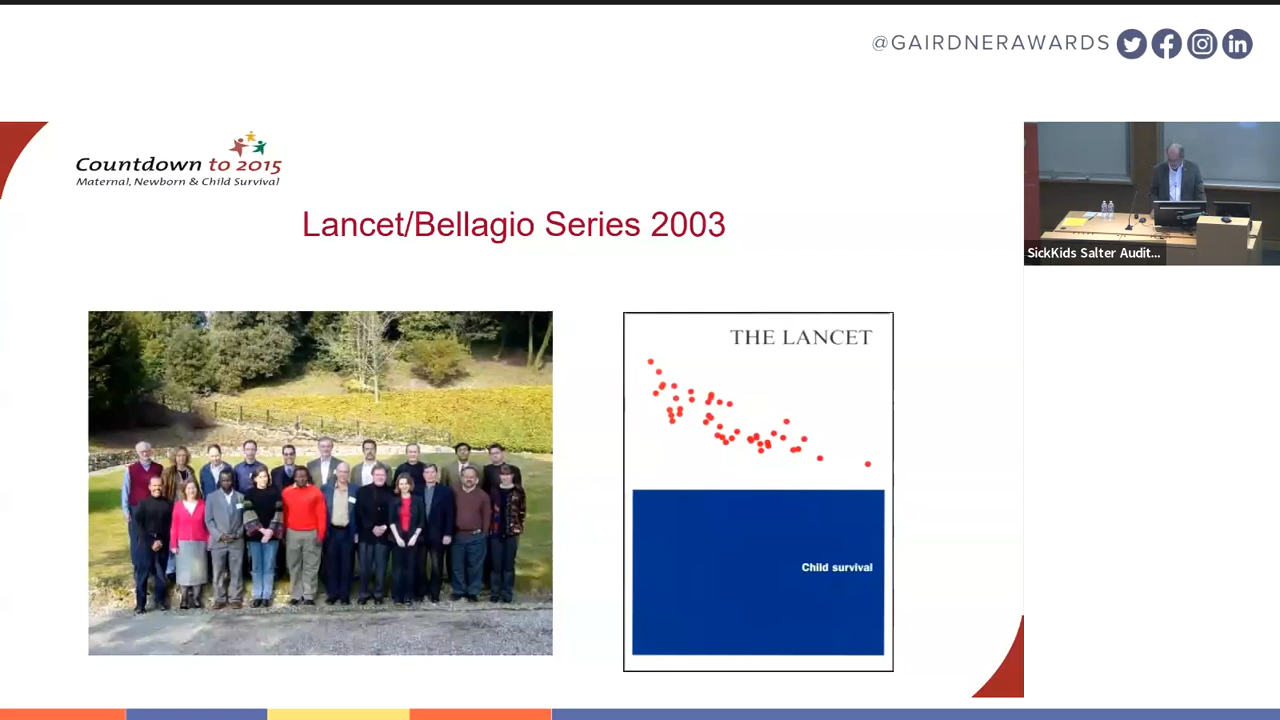 @GAIRDNERAWARDS
Countdown to 2015
Maternal, Newborn & Child Survival
Lancet/Bellagio Series 2003
SickKids Salter Audit...
THE LANCET
Child survival